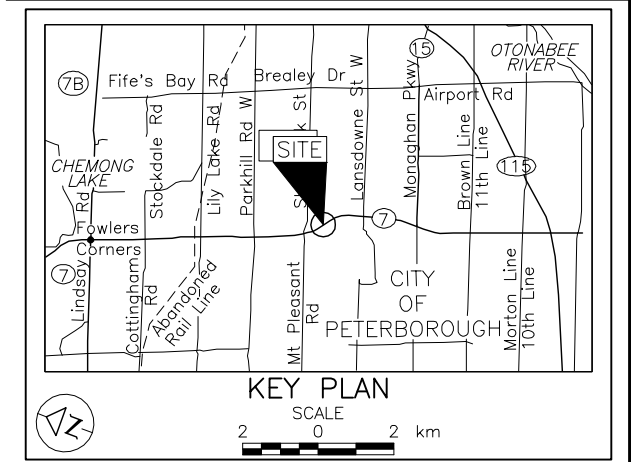 15
OTONABEE
RIVER
7B
Fife's Bay Rd
Brealey Dr
Airport Rd
Stockdale Rd
Lily Lake Rd
Parkhill Rd W
k St
SITE
Lansdowne St W
Monaghan Pkwy
Brown Line
11th Line
115
CHEMONG
LAKE
Fowlers
Corners
7
7
Lindsay Rd
Cottingham
Rd
Abandoned
Rail Line
Mt Pleasant
Rd
CITY
OF
PETERBOROUGH
Morton Line
10th Line
KEY PLAN
SCALE
2 0 2 km
N